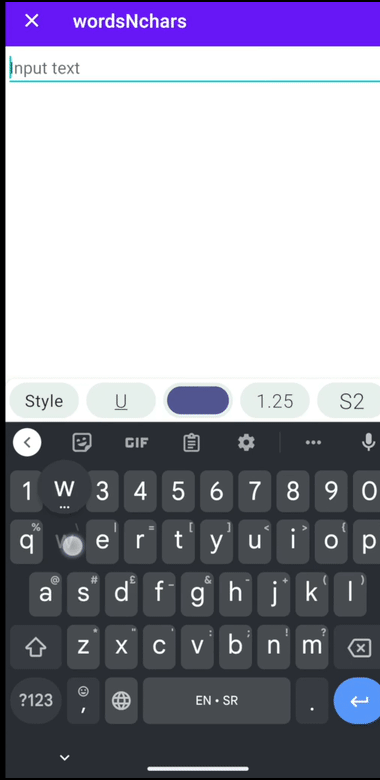 wordsNchars
Input text
Style U 1.25 S2
GIF
1 w 3 4 5 6 7 8 9 0
q % e | r = t [ y ] u < i > o { p
a @ s # d £ f - g & h - j + k ( l )
z * x " c ' v : b ; n ! m ?
?123 , EN • SR .